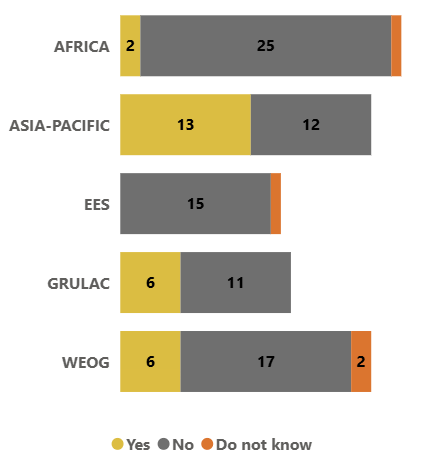 AFRICA 2 25
ASIA-PACIFIC 13 12
EES 15
GRULAC 6 11
WEOG 6 17 2
Yes No Do not know